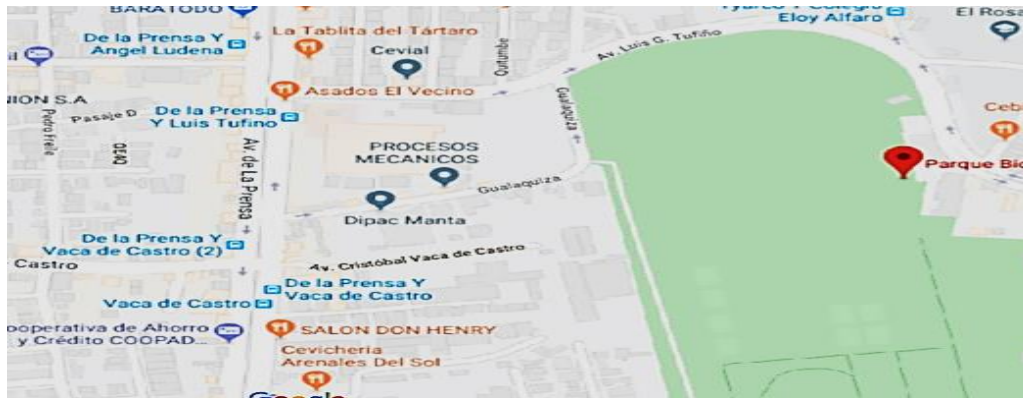 BARATODO
Eloy Alfaro
El Rosa
De la Prensa Y
Angel Ludena
La Tablita del Tártaro
Cevial
Quitumbe
Av. Luis G. Tufiño
NION S.A
Asados El Vecino
Gualaquiza
Ceb
Pedro Freile
Pasaje D
De la Prensa
Y Luis Tufino
OE4Q
Av. de La Prensa
PROCESOS
MECANICOS
Parque Bic
Gualaquiza
Dipac Manta
De la Prensa Y
Vaca de Castro (2)
Castro
Av. Cristóbal Vaca de Castro
De la Prensa Y
Vaca de Castro
Vaca de Castro
ooperativa de Ahorro
y Crédito COOPAD...
SALON DON HENRY
Cevicheria
Arenales Del Sol
Google